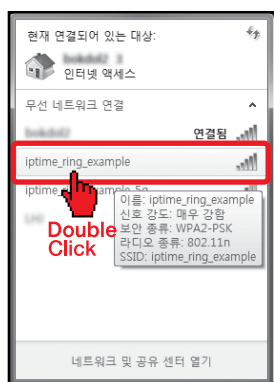 현재 연결되어 있는 대상:
인터넷 액세스
무선 네트워크 연결
연결됨
iptime_ring_example
이름: iptime_ring_example
신호 강도: 매우 강함
보안 종류: WPA2-PSK
라디오 종류: 802.11n
SSID: iptime_ring_example
Double
Click
네트워크 및 공유 센터 열기